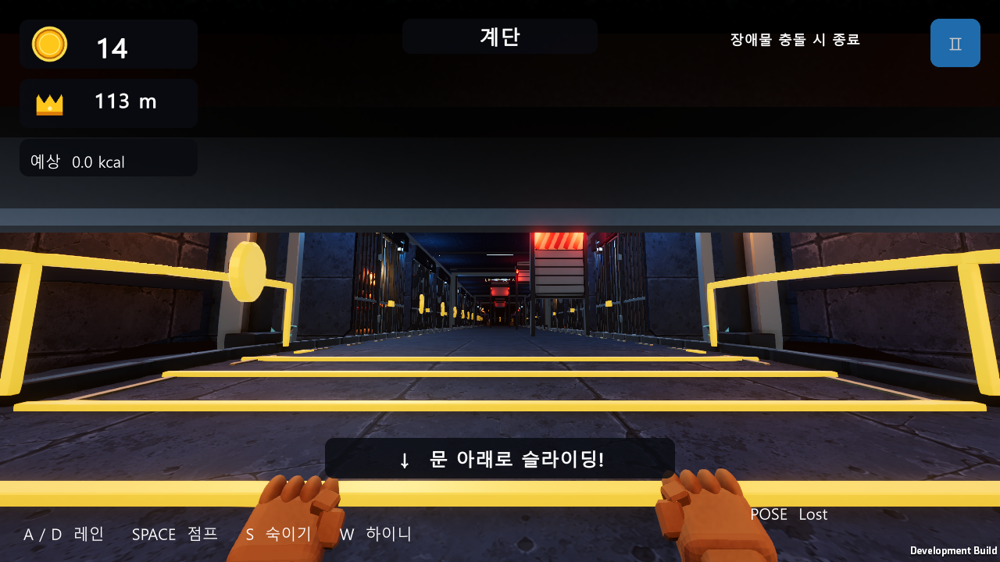 14
계단
장애물 충돌 시 종료
113 m
예상 0.0 kcal
↓ 문 아래로 슬라이딩!
POSE Lost
A / D 레인 SPACE 점프 S 숙이기 W 하이니
Development Build